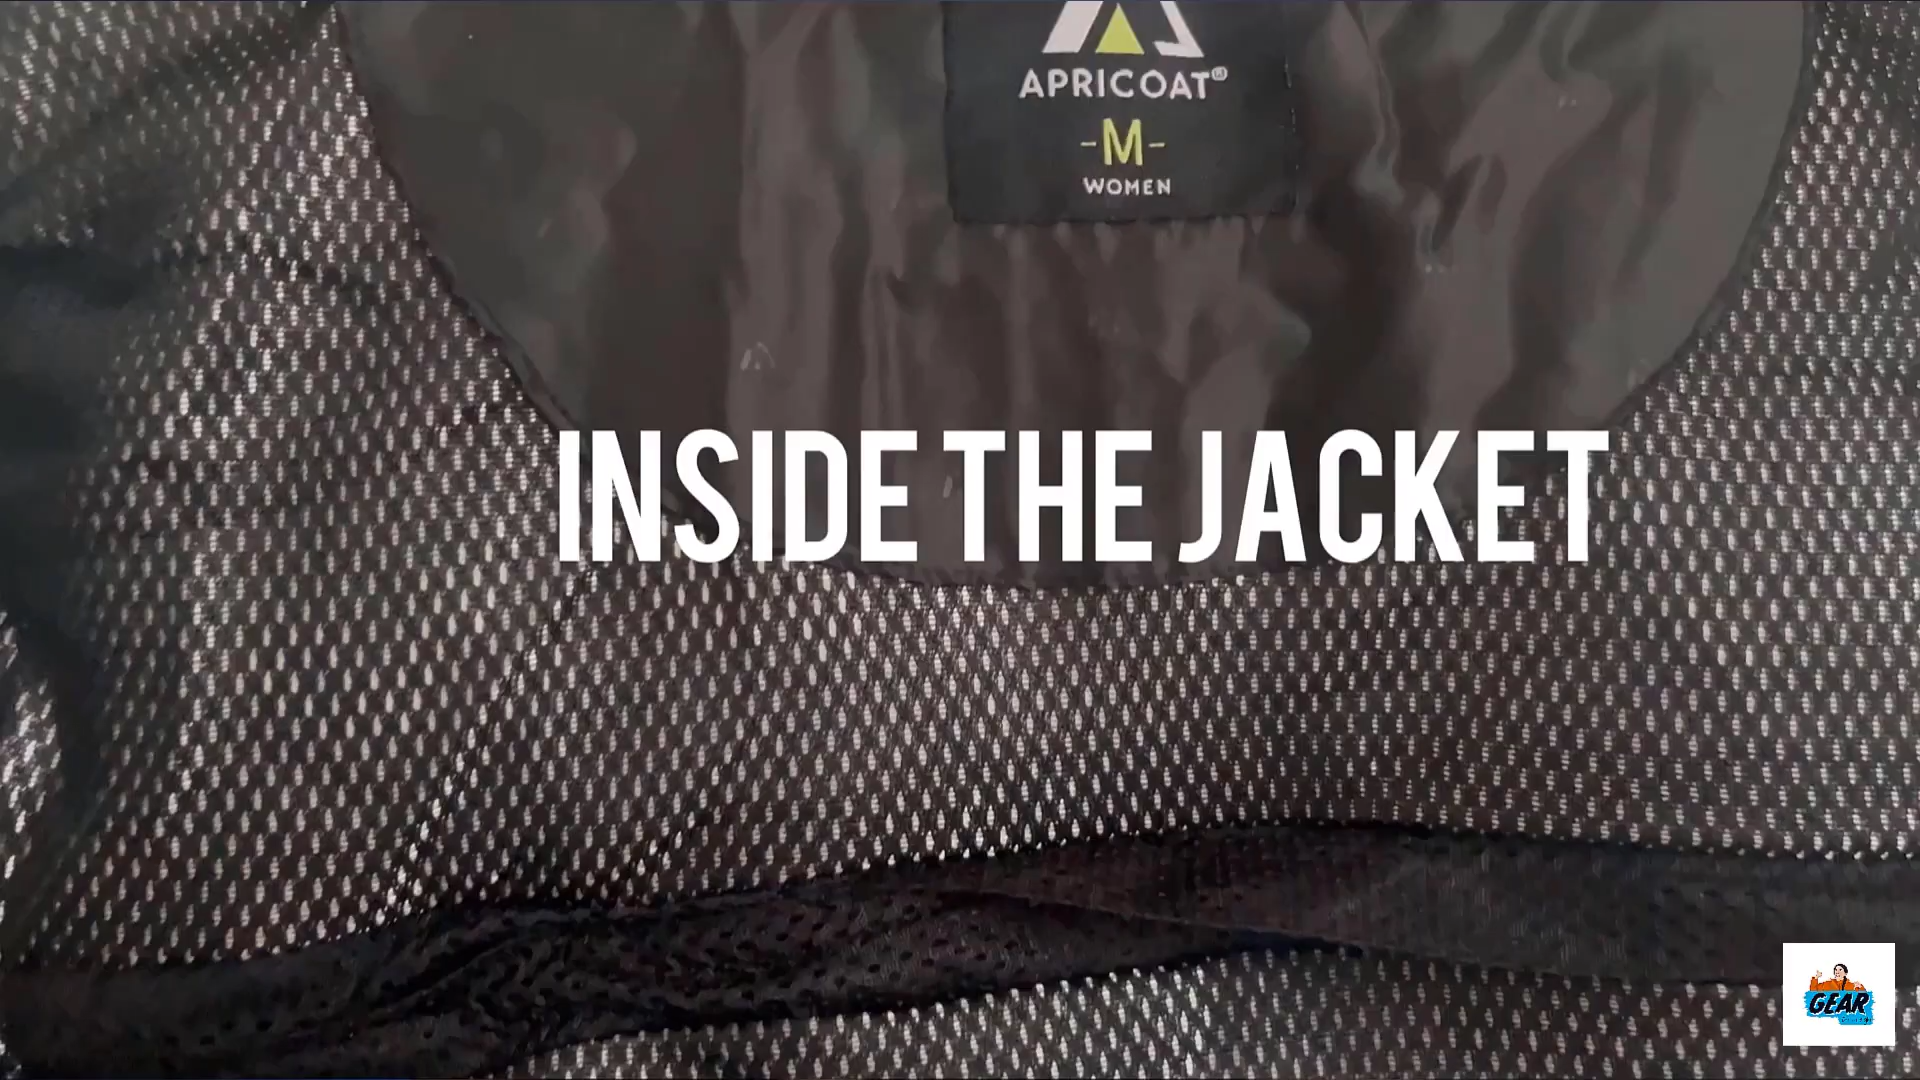 APRICOAT®
-M-
WOMEN
INSIDE THE JACKET
GEAR